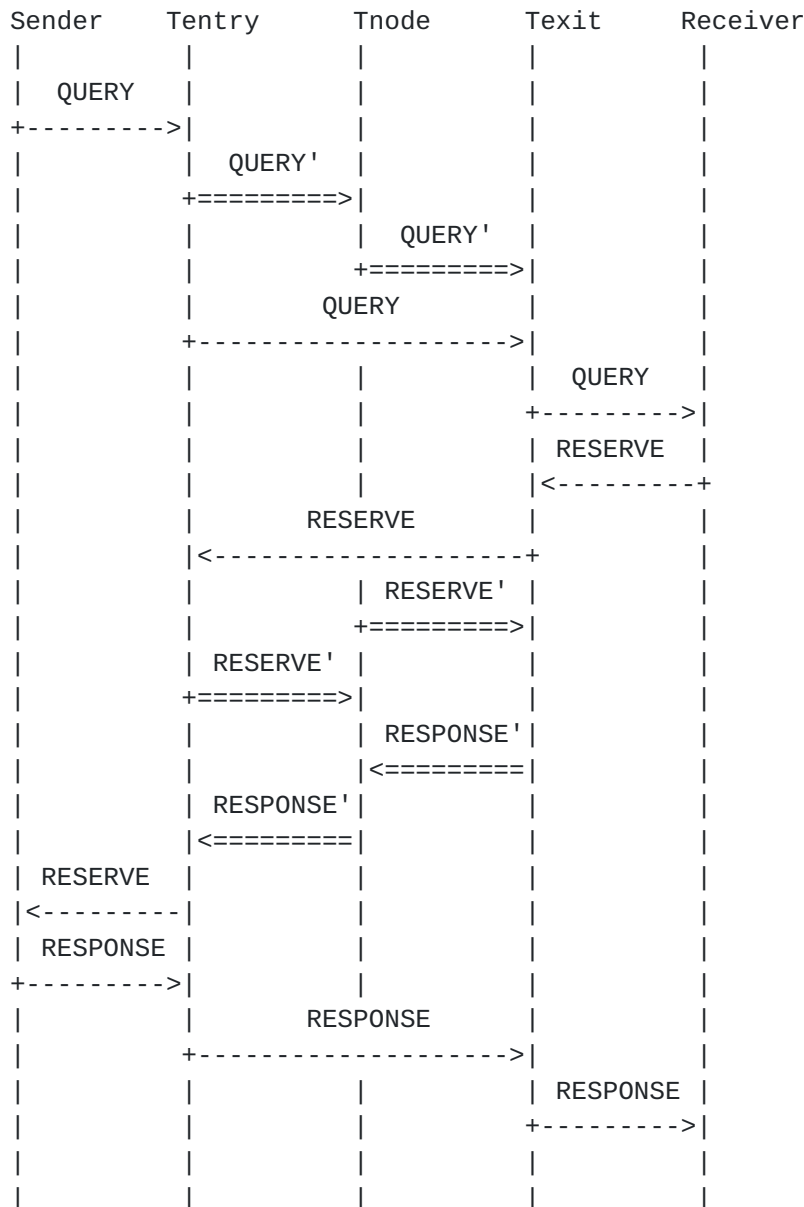 Sender Tentry Tnode Texit Receiver
QUERY
QUERY'
QUERY'
QUERY
QUERY
RESERVE
RESERVE
RESERVE'
RESERVE'
RESPONSE'
RESPONSE'
RESERVE
RESPONSE
RESPONSE
RESPONSE